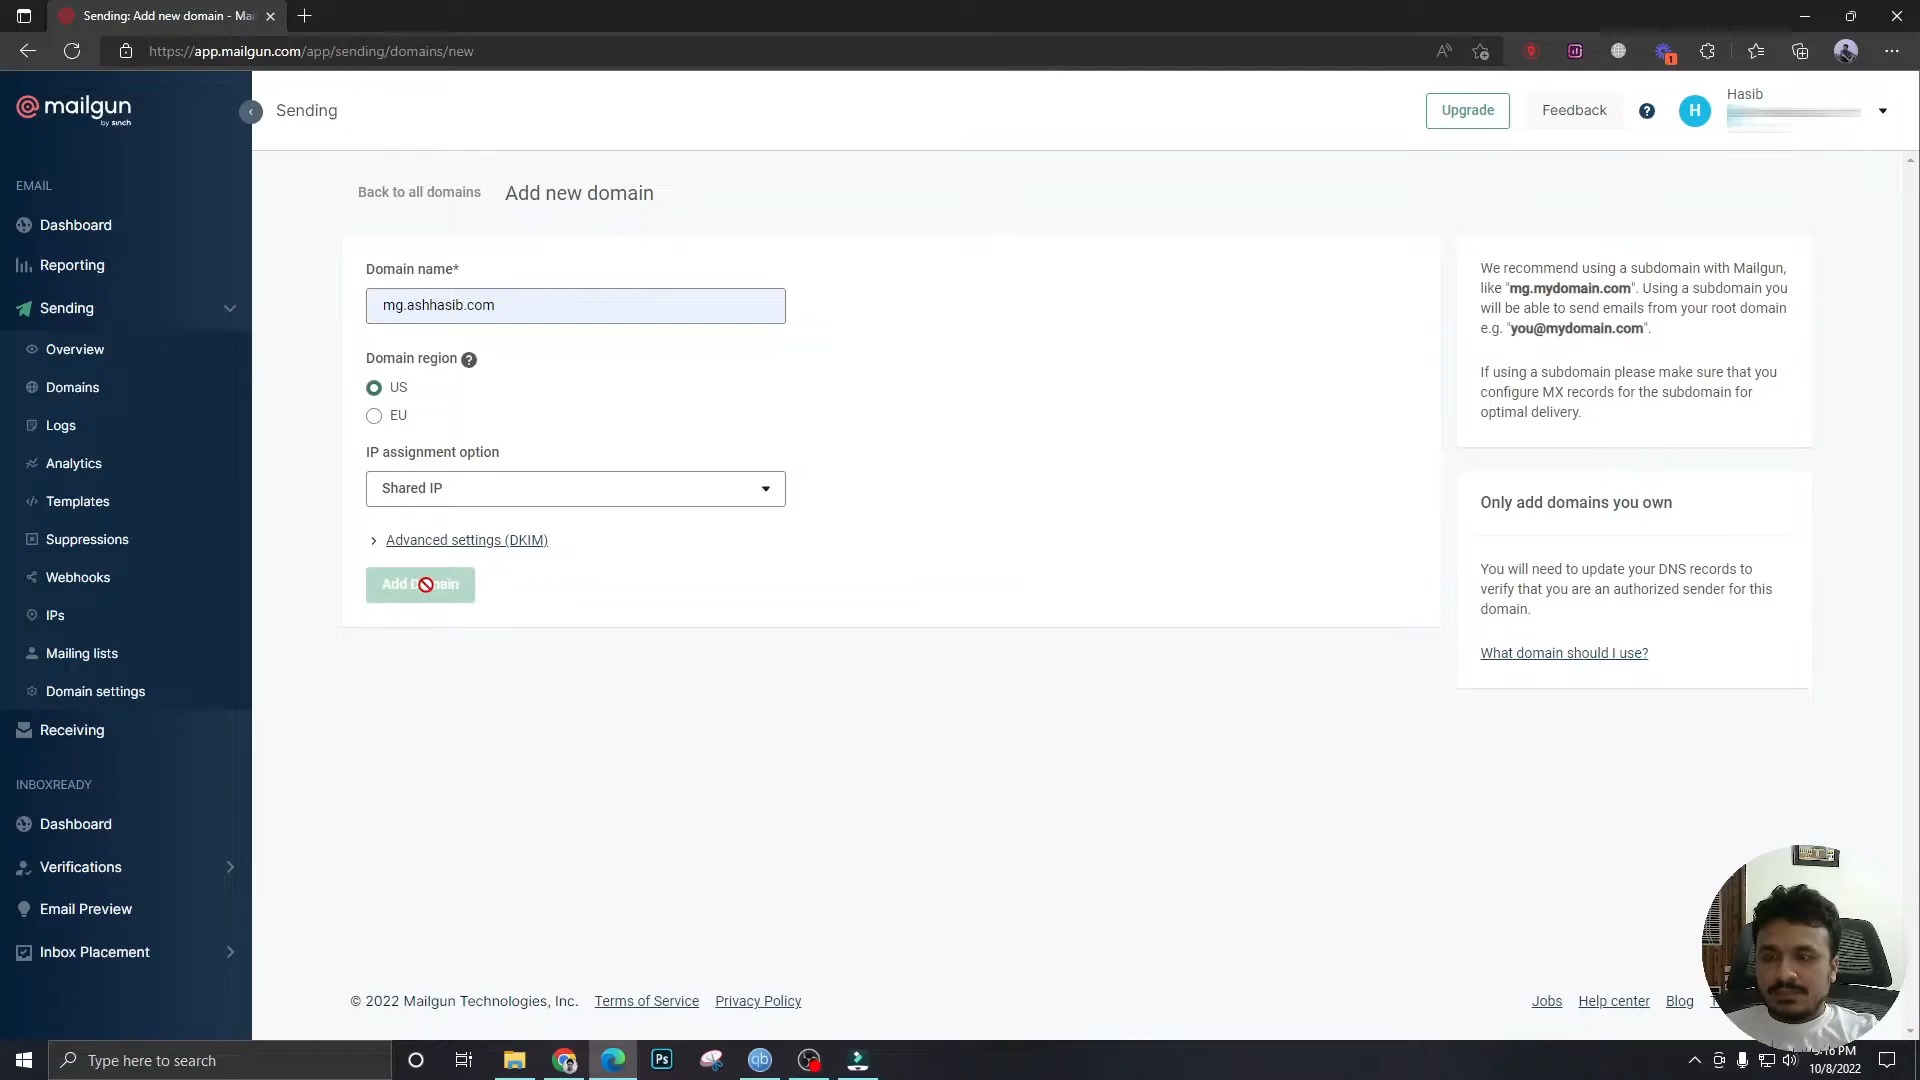 Sending: Add new domain - Mai
https://app.mailgun.com/app/sending/domains/new
1
mailgun
by sinch
Sending
Upgrade
Feedback
?
H
Hasib
EMAIL
Dashboard
Reporting
Sending
Overview
Domains
Logs
Analytics
Templates
Suppressions
Webhooks
IPs
Mailing lists
Domain settings
Receiving
INBOXREADY
Dashboard
Verifications
Email Preview
Inbox Placement
Back to all domains
Add new domain
Domain name*
mg.ashhasib.com
Domain region ?
US
EU
IP assignment option
Shared IP
Advanced settings (DKIM)
Add Domain
We recommend using a subdomain with Mailgun,
like "mg.mydomain.com". Using a subdomain you
will be able to send emails from your root domain
e.g. "you@mydomain.com".
If using a subdomain please make sure that you
configure MX records for the subdomain for
optimal delivery.
Only add domains you own
You will need to update your DNS records to
verify that you are an authorized sender for this
domain.
What domain should I use?
© 2022 Mailgun Technologies, Inc. Terms of Service Privacy Policy
Jobs Help center Blog
Type here to search
Ps
qb
PM
10/8/2022